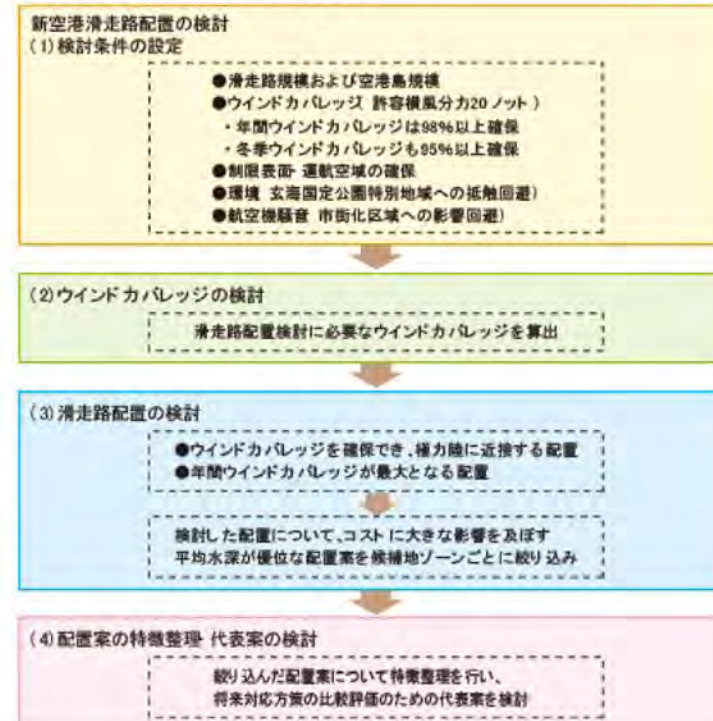 新空港滑走路配置の検討
(1)検討条件の設定
●滑走路規模および空港島規模
●ウインドカバレッジ 許容横風分力20ノット)
・年間ウインドカバレッジは98%以上確保
・冬季ウインドカバレッジも95%以上確保
●制限表面・運航空域の確保
●環境 玄海国定公園特別地域への抵触回避)
●航空機騒音 市街化区域への影響回避)
(2)ウインドカバレッジの検討
滑走路配置検討に必要なウインドカバレッジを算出
(3)滑走路配置の検討
●ウインドカバレッジを確保でき、極力陸に近接する配置
●年間ウインドカバレッジが最大となる配置
検討した配置について、コストに大きな影響を及ぼす
平均水深が優位な配置案を候補地ゾーンごとに絞り込み
(4)配置案の特徴整理・代表案の検討
絞り込んだ配置案について特徴整理を行い、
将来対応方策の比較評価のための代表案を検討